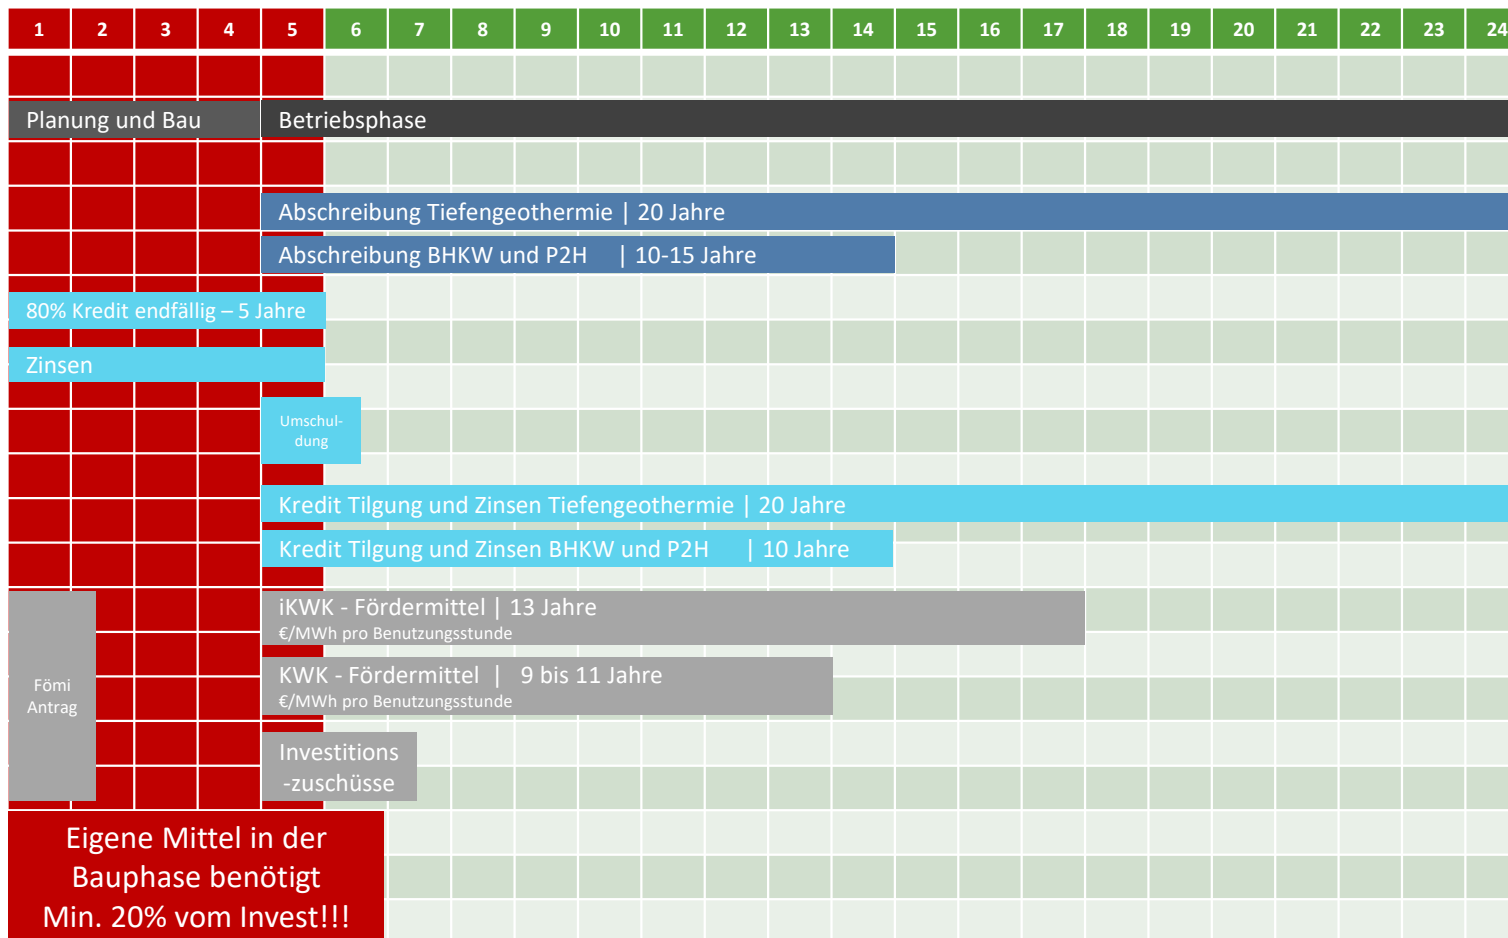 1 2 3 4 5 6 7 8 9 10 11 12 13 14 15 16 17 18 19 20 21 22 23 24
Planung und Bau Betriebsphase
Abschreibung Tiefengeothermie | 20 Jahre
Abschreibung BHKW und P2H | 10-15 Jahre
80% Kredit endfällig – 5 Jahre
Zinsen
Umschul-
dung
Kredit Tilgung und Zinsen Tiefengeothermie | 20 Jahre
Kredit Tilgung und Zinsen BHKW und P2H | 10 Jahre
iKWK - Fördermittel | 13 Jahre
€/MWh pro Benutzungsstunde
KWK - Fördermittel | 9 bis 11 Jahre
€/MWh pro Benutzungsstunde
Fömi
Antrag
Investitions
-zuschüsse
Eigene Mittel in der
Bauphase benötigt
Min. 20% vom Invest!!!